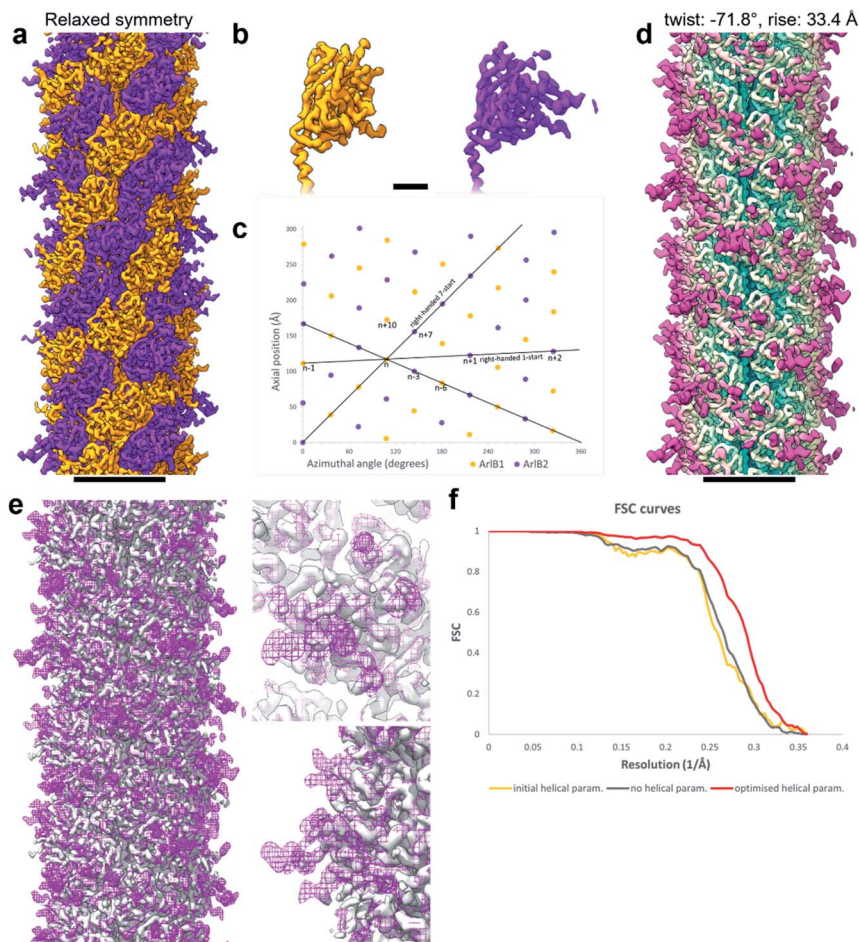 Relaxed symmetry
twist: -71.8°, rise: 33.4 Å
a
b
d
c
300
250
200
150
100
50
0
Axial position (Å)
0
90
180
270
360
Azimuthal angle (degrees)
ArlB1
ArlB2
right-handed 7-start
right-handed 1-start
n+10
n+7
n-1
n
n-3
n-6
n+1
n+2
e
f
FSC curves
1
0.8
0.6
0.4
0.2
0
FSC
0
0.05
0.1
0.15
0.2
0.25
0.3
0.35
0.4
Resolution (1/Å)
initial helical param.
no helical param.
optimised helical param.